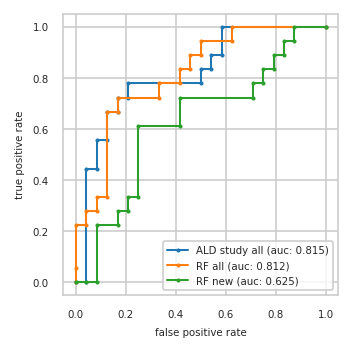 1.0
0.8
0.6
0.4
0.2
0.0
true positive rate
ALD study all (auc: 0.815)
RF all (auc: 0.812)
RF new (auc: 0.625)
0.0 0.2 0.4 0.6 0.8 1.0
false positive rate